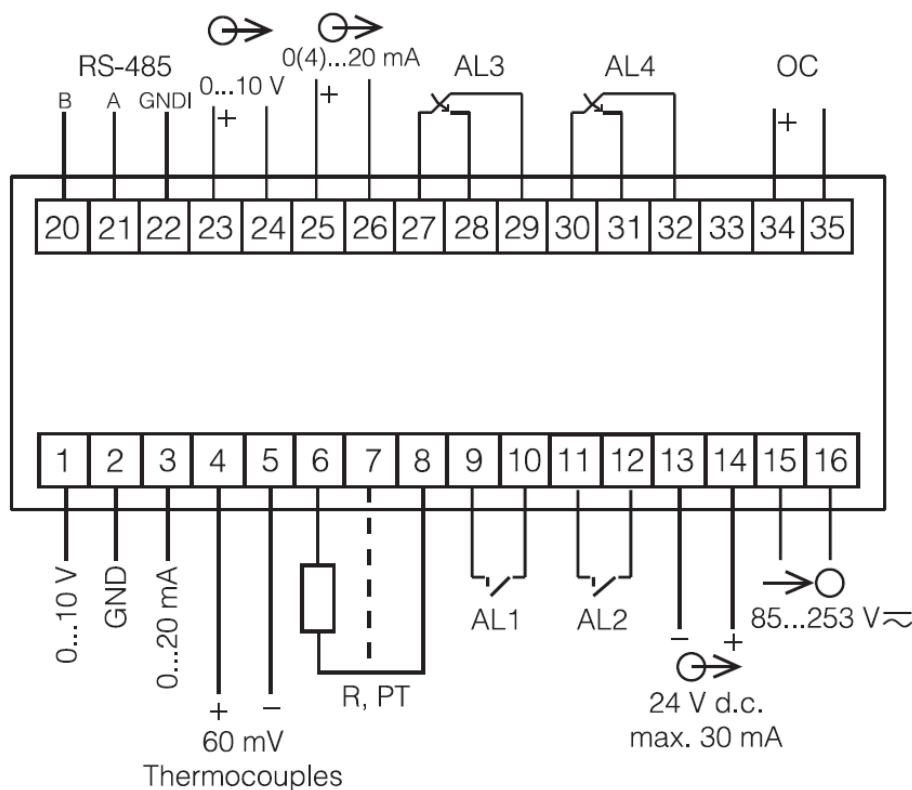 RS-485
B A GNDI
0...10 V
+
0(4)...20 mA
+
AL3
AL4
OC
+
20 21 22 23 24 25 26 27 28 29 30 31 32 33 34 35
1 2 3 4 5 6 7 8 9 10 11 12 13 14 15 16
0...10 V
GND
0...20 mA
+ −
60 mV
Thermocouples
R, PT
AL1
AL2
− +
24 V d.c.
max. 30 mA
85...253 V⎓